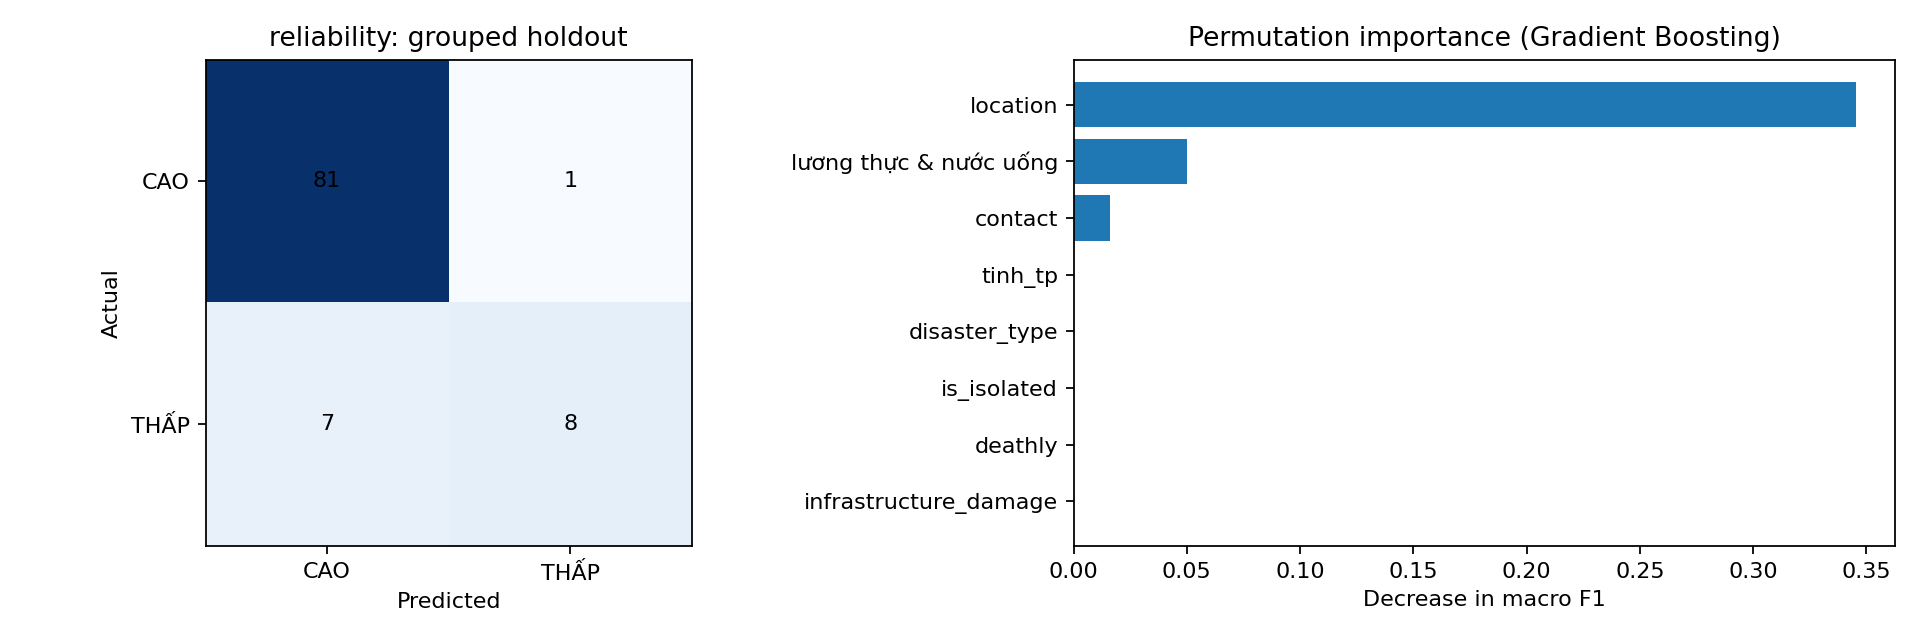 reliability: grouped holdout
Actual
CAO
81
1
THẤP
7
8
CAO
THẤP
Predicted
Permutation importance (Gradient Boosting)
location
lương thực & nước uống
contact
tinh_tp
disaster_type
is_isolated
deathly
infrastructure_damage
0.00 0.05 0.10 0.15 0.20 0.25 0.30 0.35
Decrease in macro F1